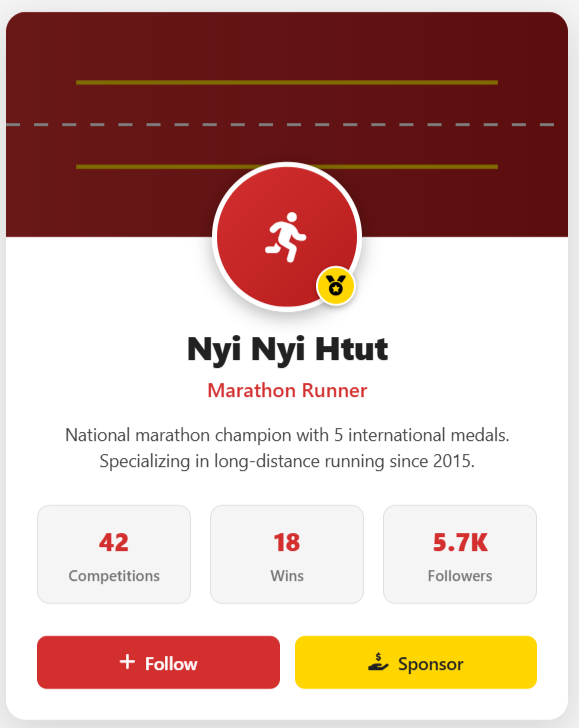 Nyi Nyi Htut
Marathon Runner
National marathon champion with 5 international medals.
Specializing in long-distance running since 2015.
42
Competitions
18
Wins
5.7K
Followers
+ Follow
Sponsor